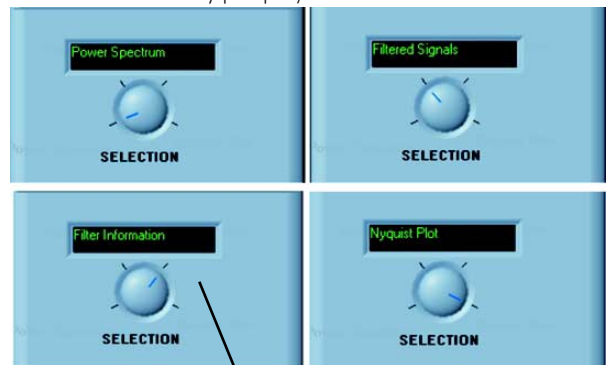 Power Spectrum
SELECTION
Filtered Signals
SELECTION
Filter Information
SELECTION
Nyquist Plot
SELECTION